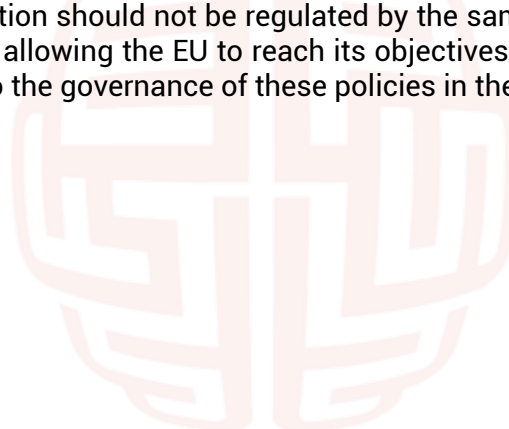 tion should not be regulated by the sam
allowing the EU to reach its objectives
the governance of these policies in the